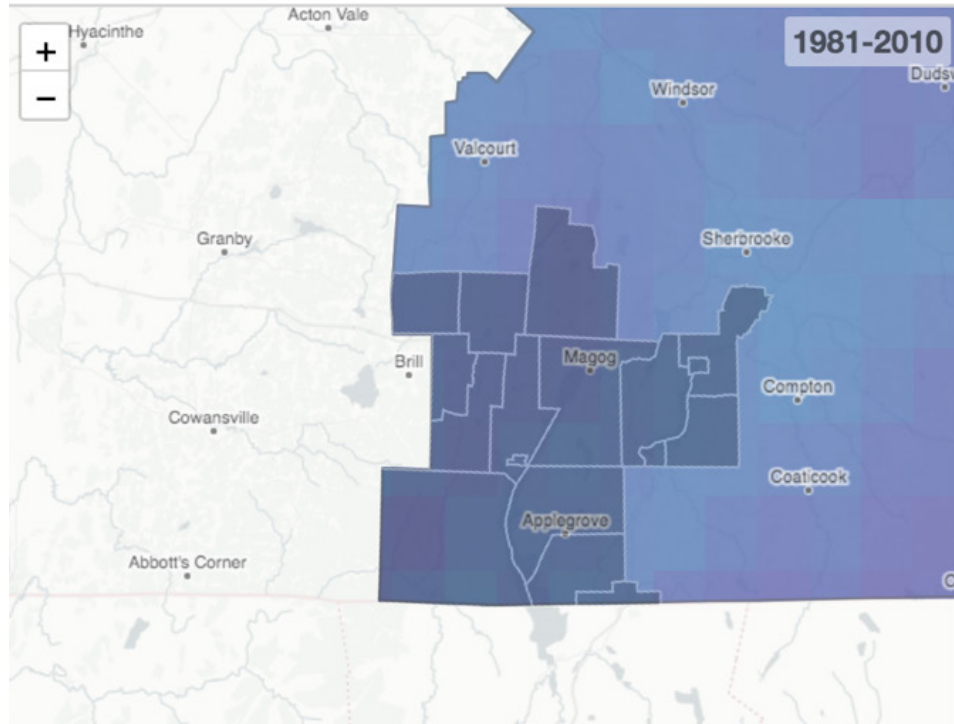 Acton Vale
Hyacinthe
+
1981-2010
−
Windsor
Valcourt
Granby
Sherbrooke
Brill
Magog
Compton
Cowansville
Coaticook
Applegrove
Abbott's Corner